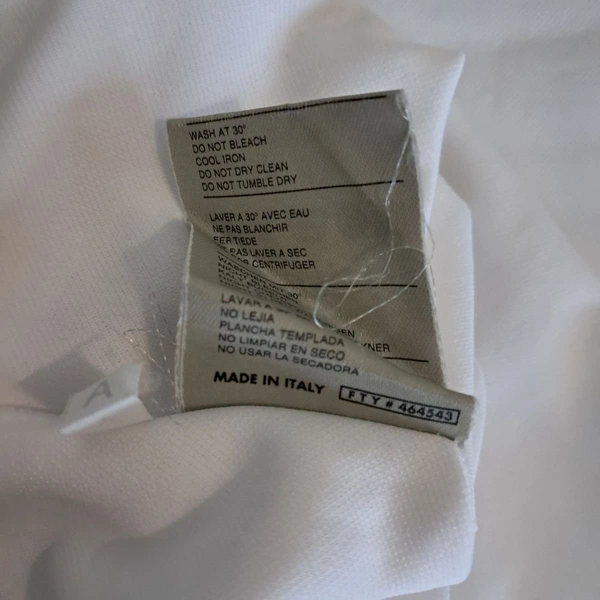 WASH AT 30°
DO NOT BLEACH
COOL IRON
DO NOT DRY CLEAN
DO NOT TUMBLE DRY
LAVER A 30° AVEC EAU
NE PAS BLANCHIR
FER TIEDE
NE PAS LAVER A SEC
CENTRIFUGER
LAVAR A
NO LEJIA
PLANCHA TEMPLADA
NO LIMPIAR EN SECO
NO USAR LA SECADORA
MADE IN ITALY FTY # 464543
A